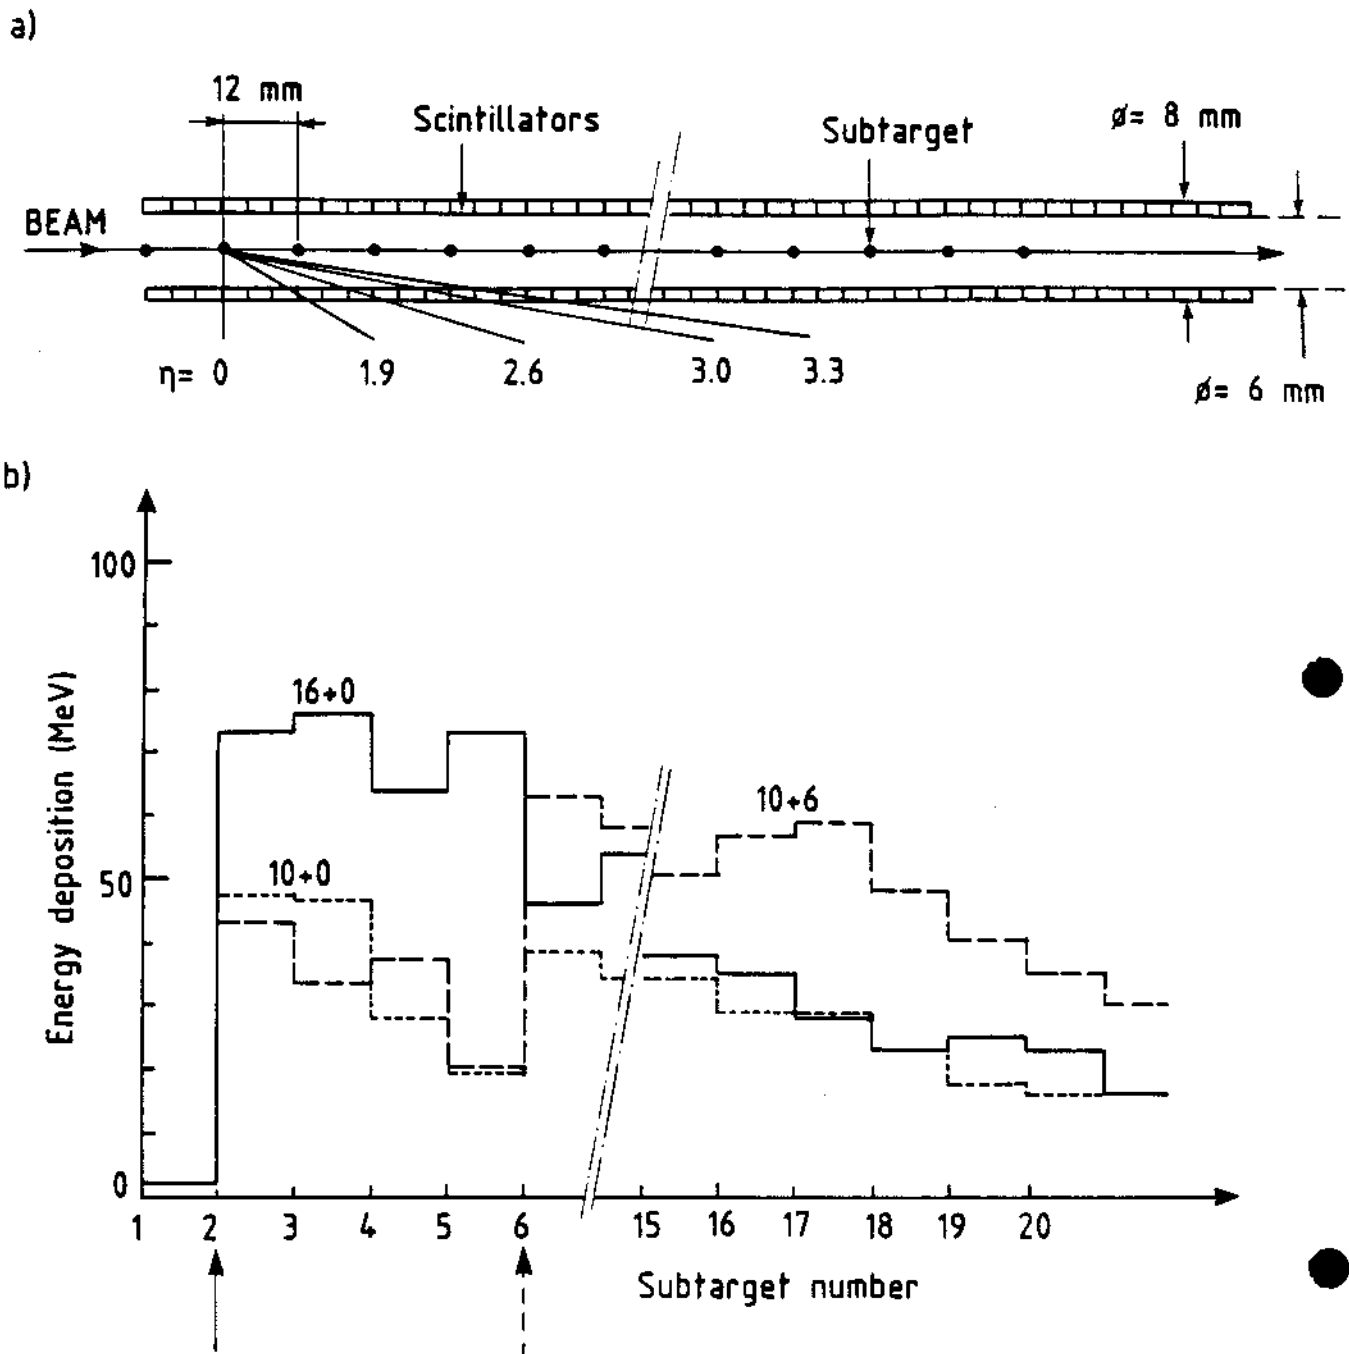 a)
12 mm
Scintillators
Subtarget
ø= 8 mm
BEAM
η= 0 1.9 2.6 3.0 3.3
ø= 6 mm
b)
100
50
0
Energy deposition (MeV)
16+0
10+0
10+6
1 2 3 4 5 6 15 16 17 18 19 20
Subtarget number